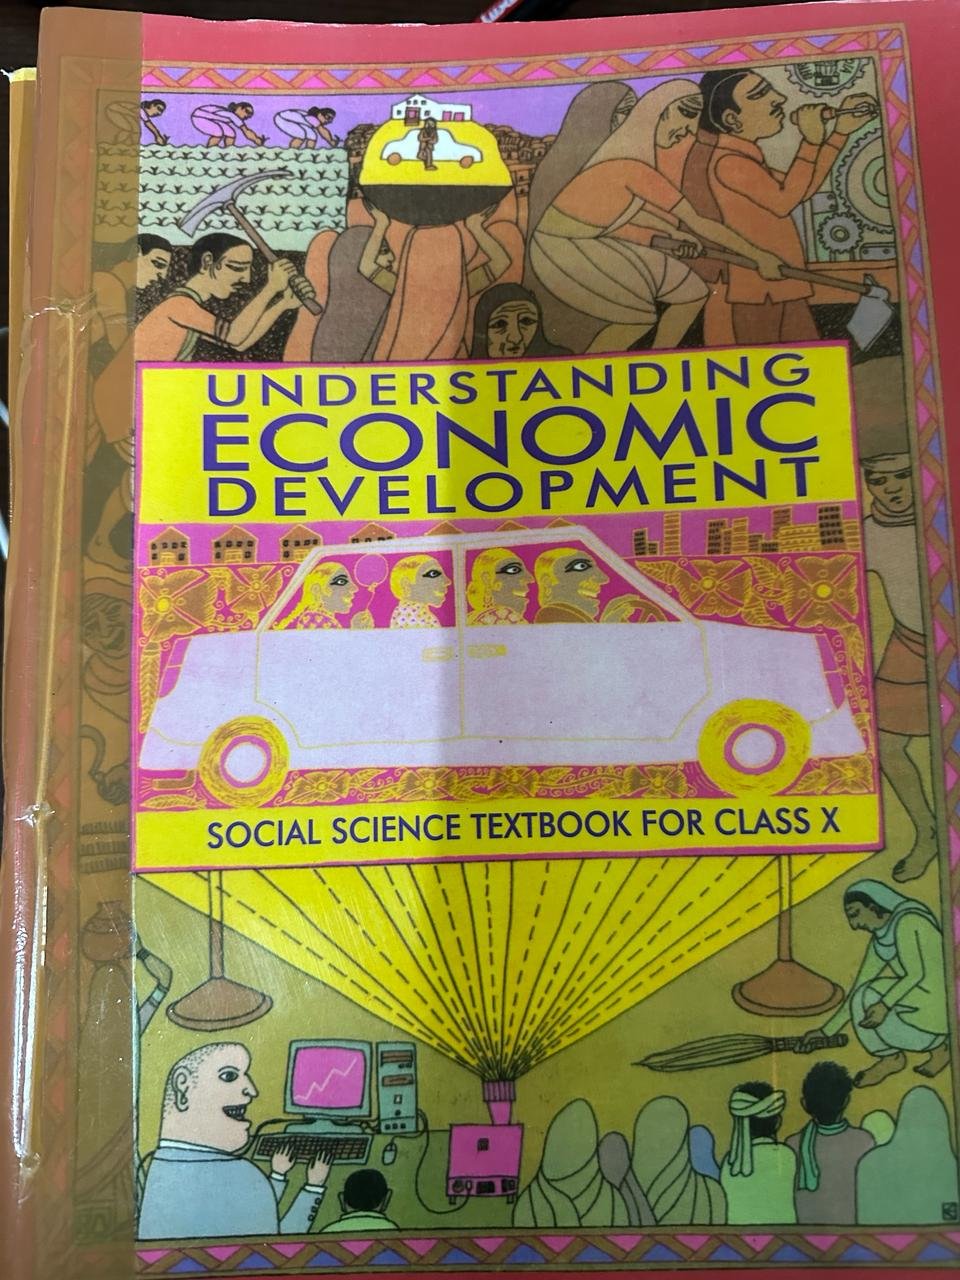 UNDERSTANDING
ECONOMIC
DEVELOPMENT
SOCIAL SCIENCE TEXTBOOK FOR CLASS X